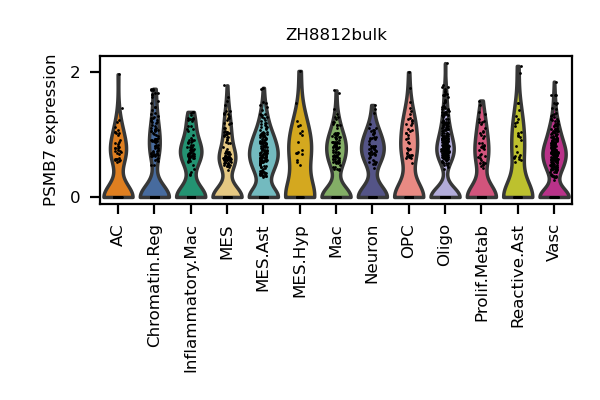 ZH8812bulk
PSMB7 expression
2
0
AC
Chromatin.Reg
Inflammatory.Mac
MES
MES.Ast
MES.Hyp
Mac
Neuron
OPC
Oligo
Prolif.Metab
Reactive.Ast
Vasc